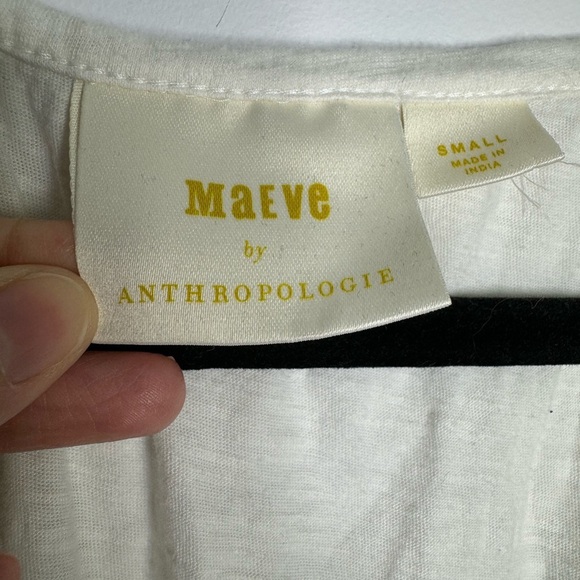 MaEVe
by
ANTHROPOLOGIE
SMALL
MADE IN
INDIA